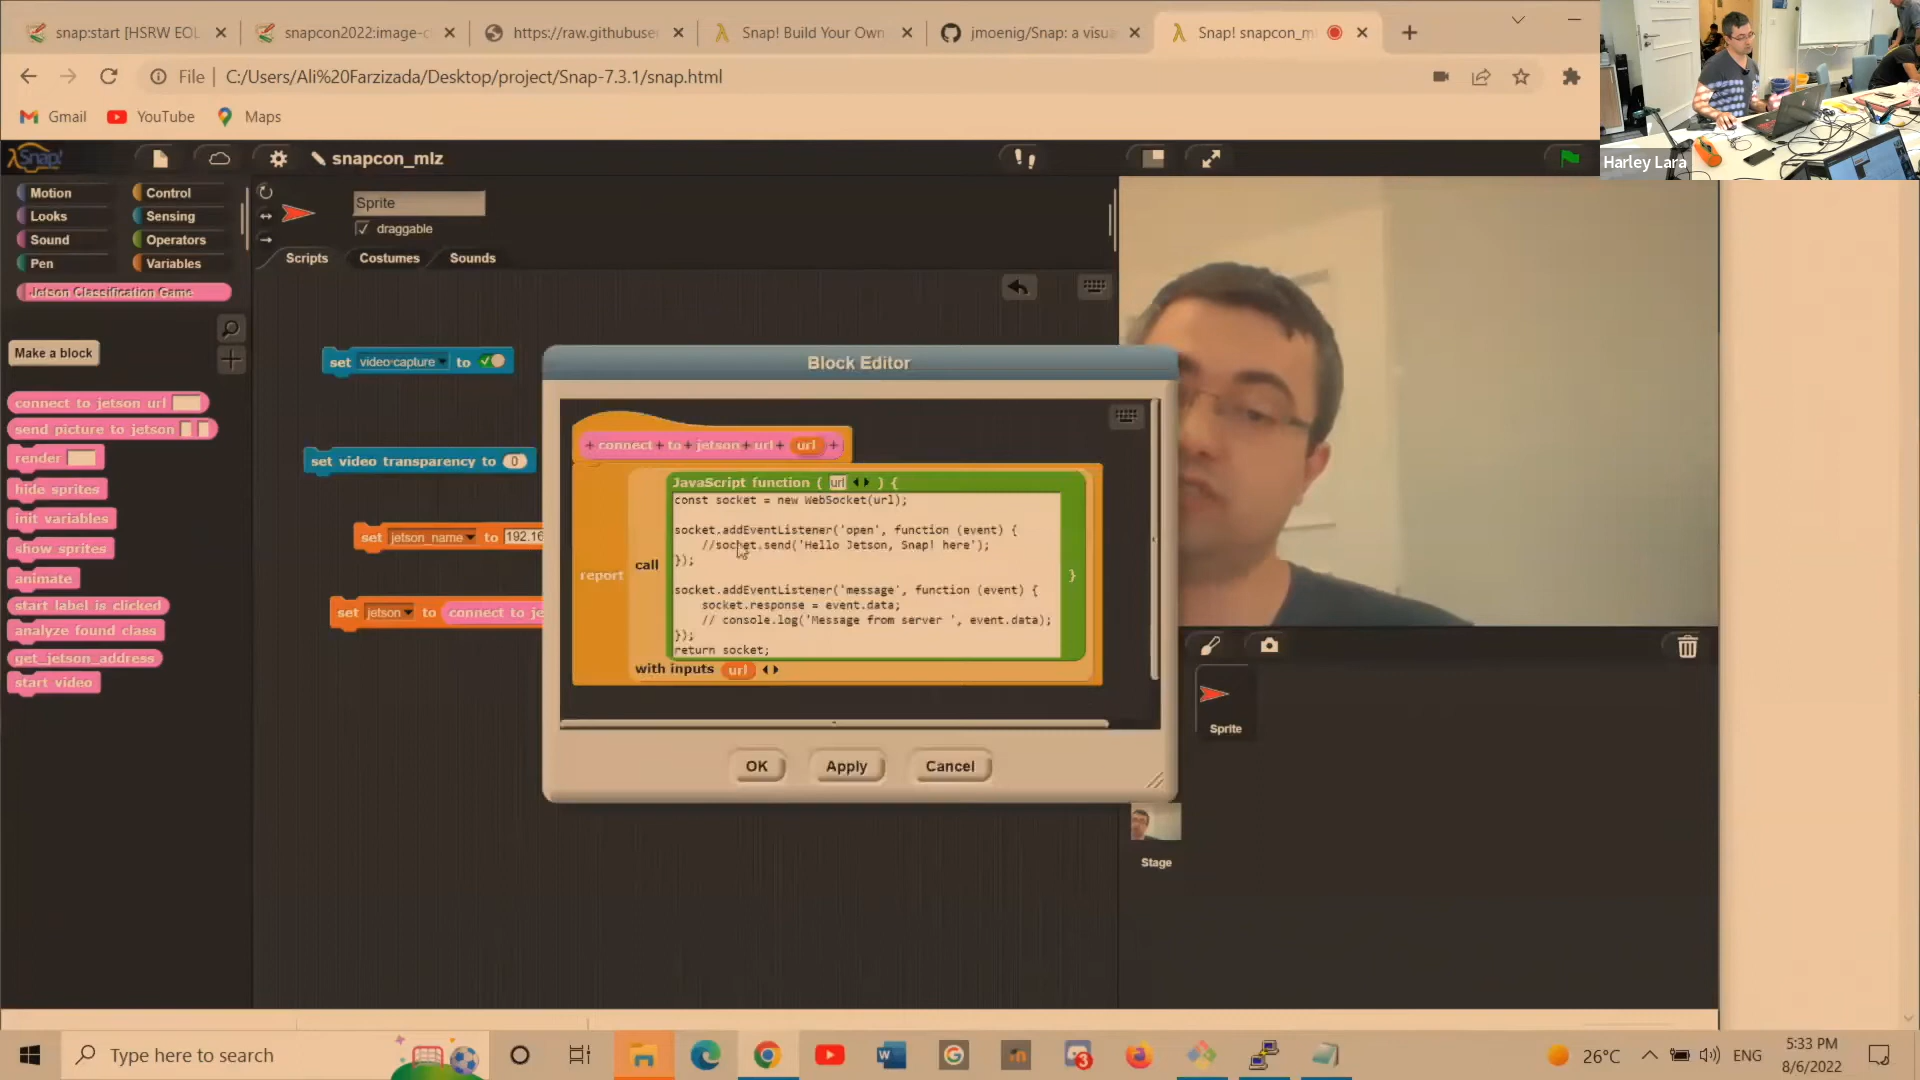 snap:start [HSRW EOL
snapcon2022:image-c
https://raw.githubuser
Snap! Build Your Own
jmoenig/Snap: a visua
Snap! snapcon_ml
File
C:/Users/Ali%20Farzizada/Desktop/project/Snap-7.3.1/snap.html
Gmail
YouTube
Maps
Harley Lara
Snap!
snapcon_mlz
Motion
Control
Looks
Sensing
Sound
Operators
Pen
Variables
Jetson Classification Game
Sprite
draggable
Scripts
Costumes
Sounds
Make a block
connect to jetson url
send picture to jetson
render
hide sprites
init variables
show sprites
animate
start label is clicked
analyze found class
get_jetson_address
start video
set video capture to
set video transparency to 0
set jetson_name to 192.16
set jetson to connect to je
Block Editor
+ connect + to + jetson + url + url +
JavaScript function ( url ) {
const socket = new WebSocket(url);
socket.addEventListener('open', function (event) {
//socket.send('Hello Jetson, Snap! here');
});
socket.addEventListener('message', function (event) {
socket.response = event.data;
// console.log('Message from server ', event.data);
});
return socket;
}
report
call
with inputs url
OK
Apply
Cancel
Sprite
Stage
Type here to search
3
26°C
ENG
5:33 PM
8/6/2022